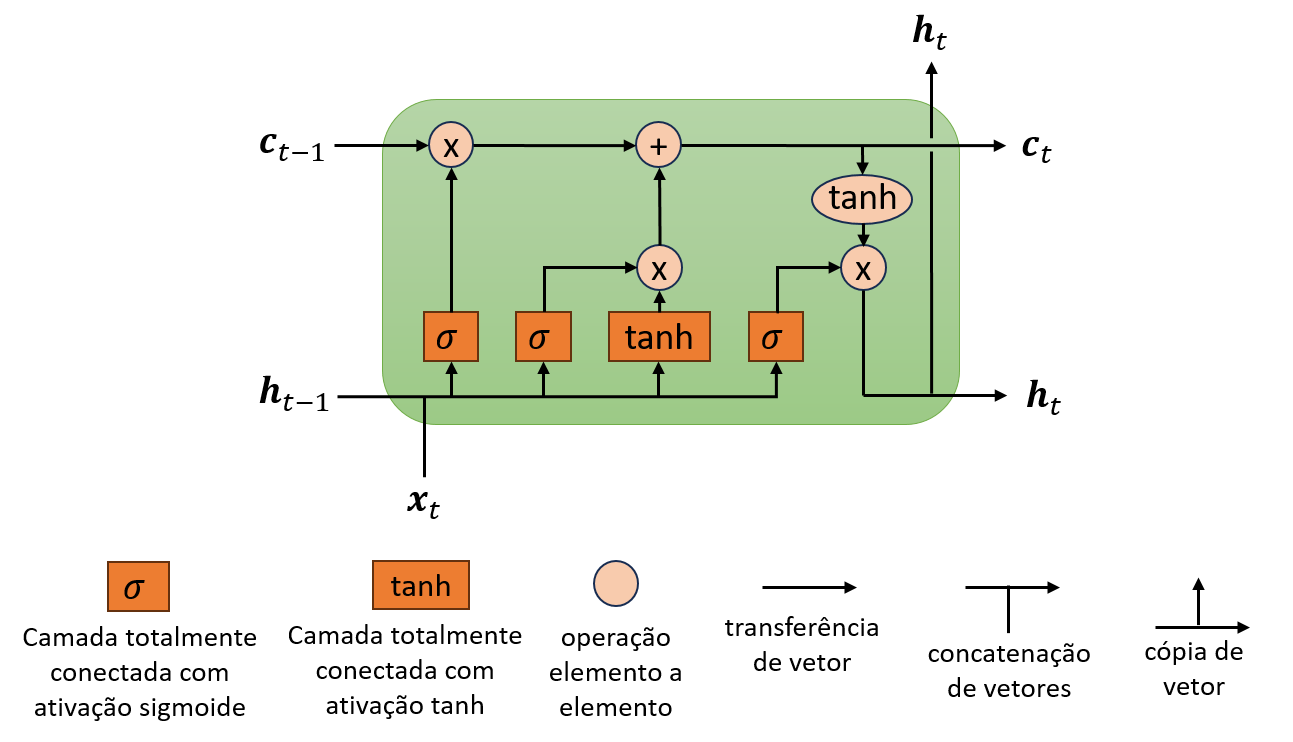 h_t
c_{t−1}
x
+
c_t
tanh
x
x
σ
σ
tanh
σ
h_{t−1}
h_t
x_t
σ
tanh
Camada totalmente
conectada com
ativação sigmoide
Camada totalmente
conectada com
ativação tanh
operação
elemento a
elemento
transferência
de vetor
concatenação
de vetores
cópia de
vetor